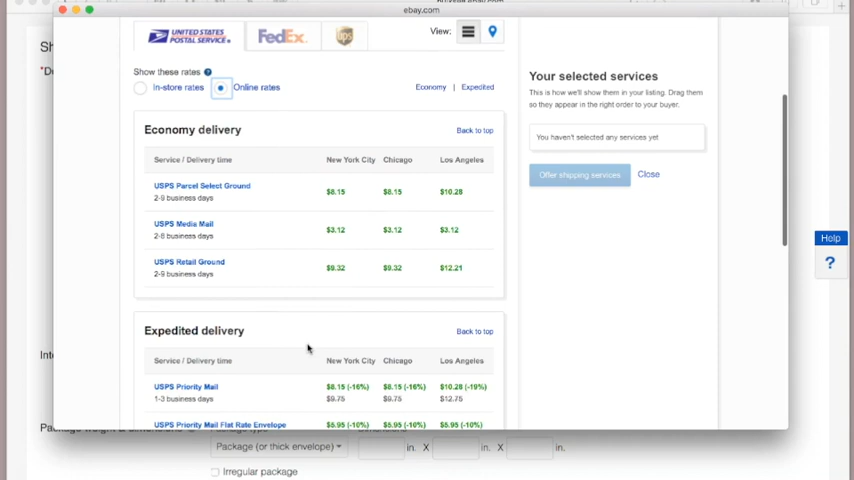 ebay.com
UNITED STATES
POSTAL SERVICE
FedEx
ups
View:
Show these rates
In-store rates
Online rates
Economy | Expedited
Economy delivery
Back to top
Service / Delivery time New York City Chicago Los Angeles
USPS Parcel Select Ground $8.15 $8.15 $10.28
2-9 business days
USPS Media Mail $3.12 $3.12 $3.12
2-8 business days
USPS Retail Ground $9.32 $9.32 $12.21
2-9 business days
Expedited delivery
Back to top
Service / Delivery time New York City Chicago Los Angeles
USPS Priority Mail $8.15 (-16%) $8.15 (-16%) $10.28 (-19%)
1-3 business days $9.75 $9.75 $12.75
USPS Priority Mail Flat Rate Envelope $5.95 (-10%) $5.95 (-10%) $5.95 (-10%)
Your selected services
This is how we'll show them in your listing. Drag them
so they appear in the right order to your buyer.
You haven't selected any services yet
Offer shipping services
Close
Help
?
Sh
Package (or thick envelope)
in. X in. X in.
Irregular package